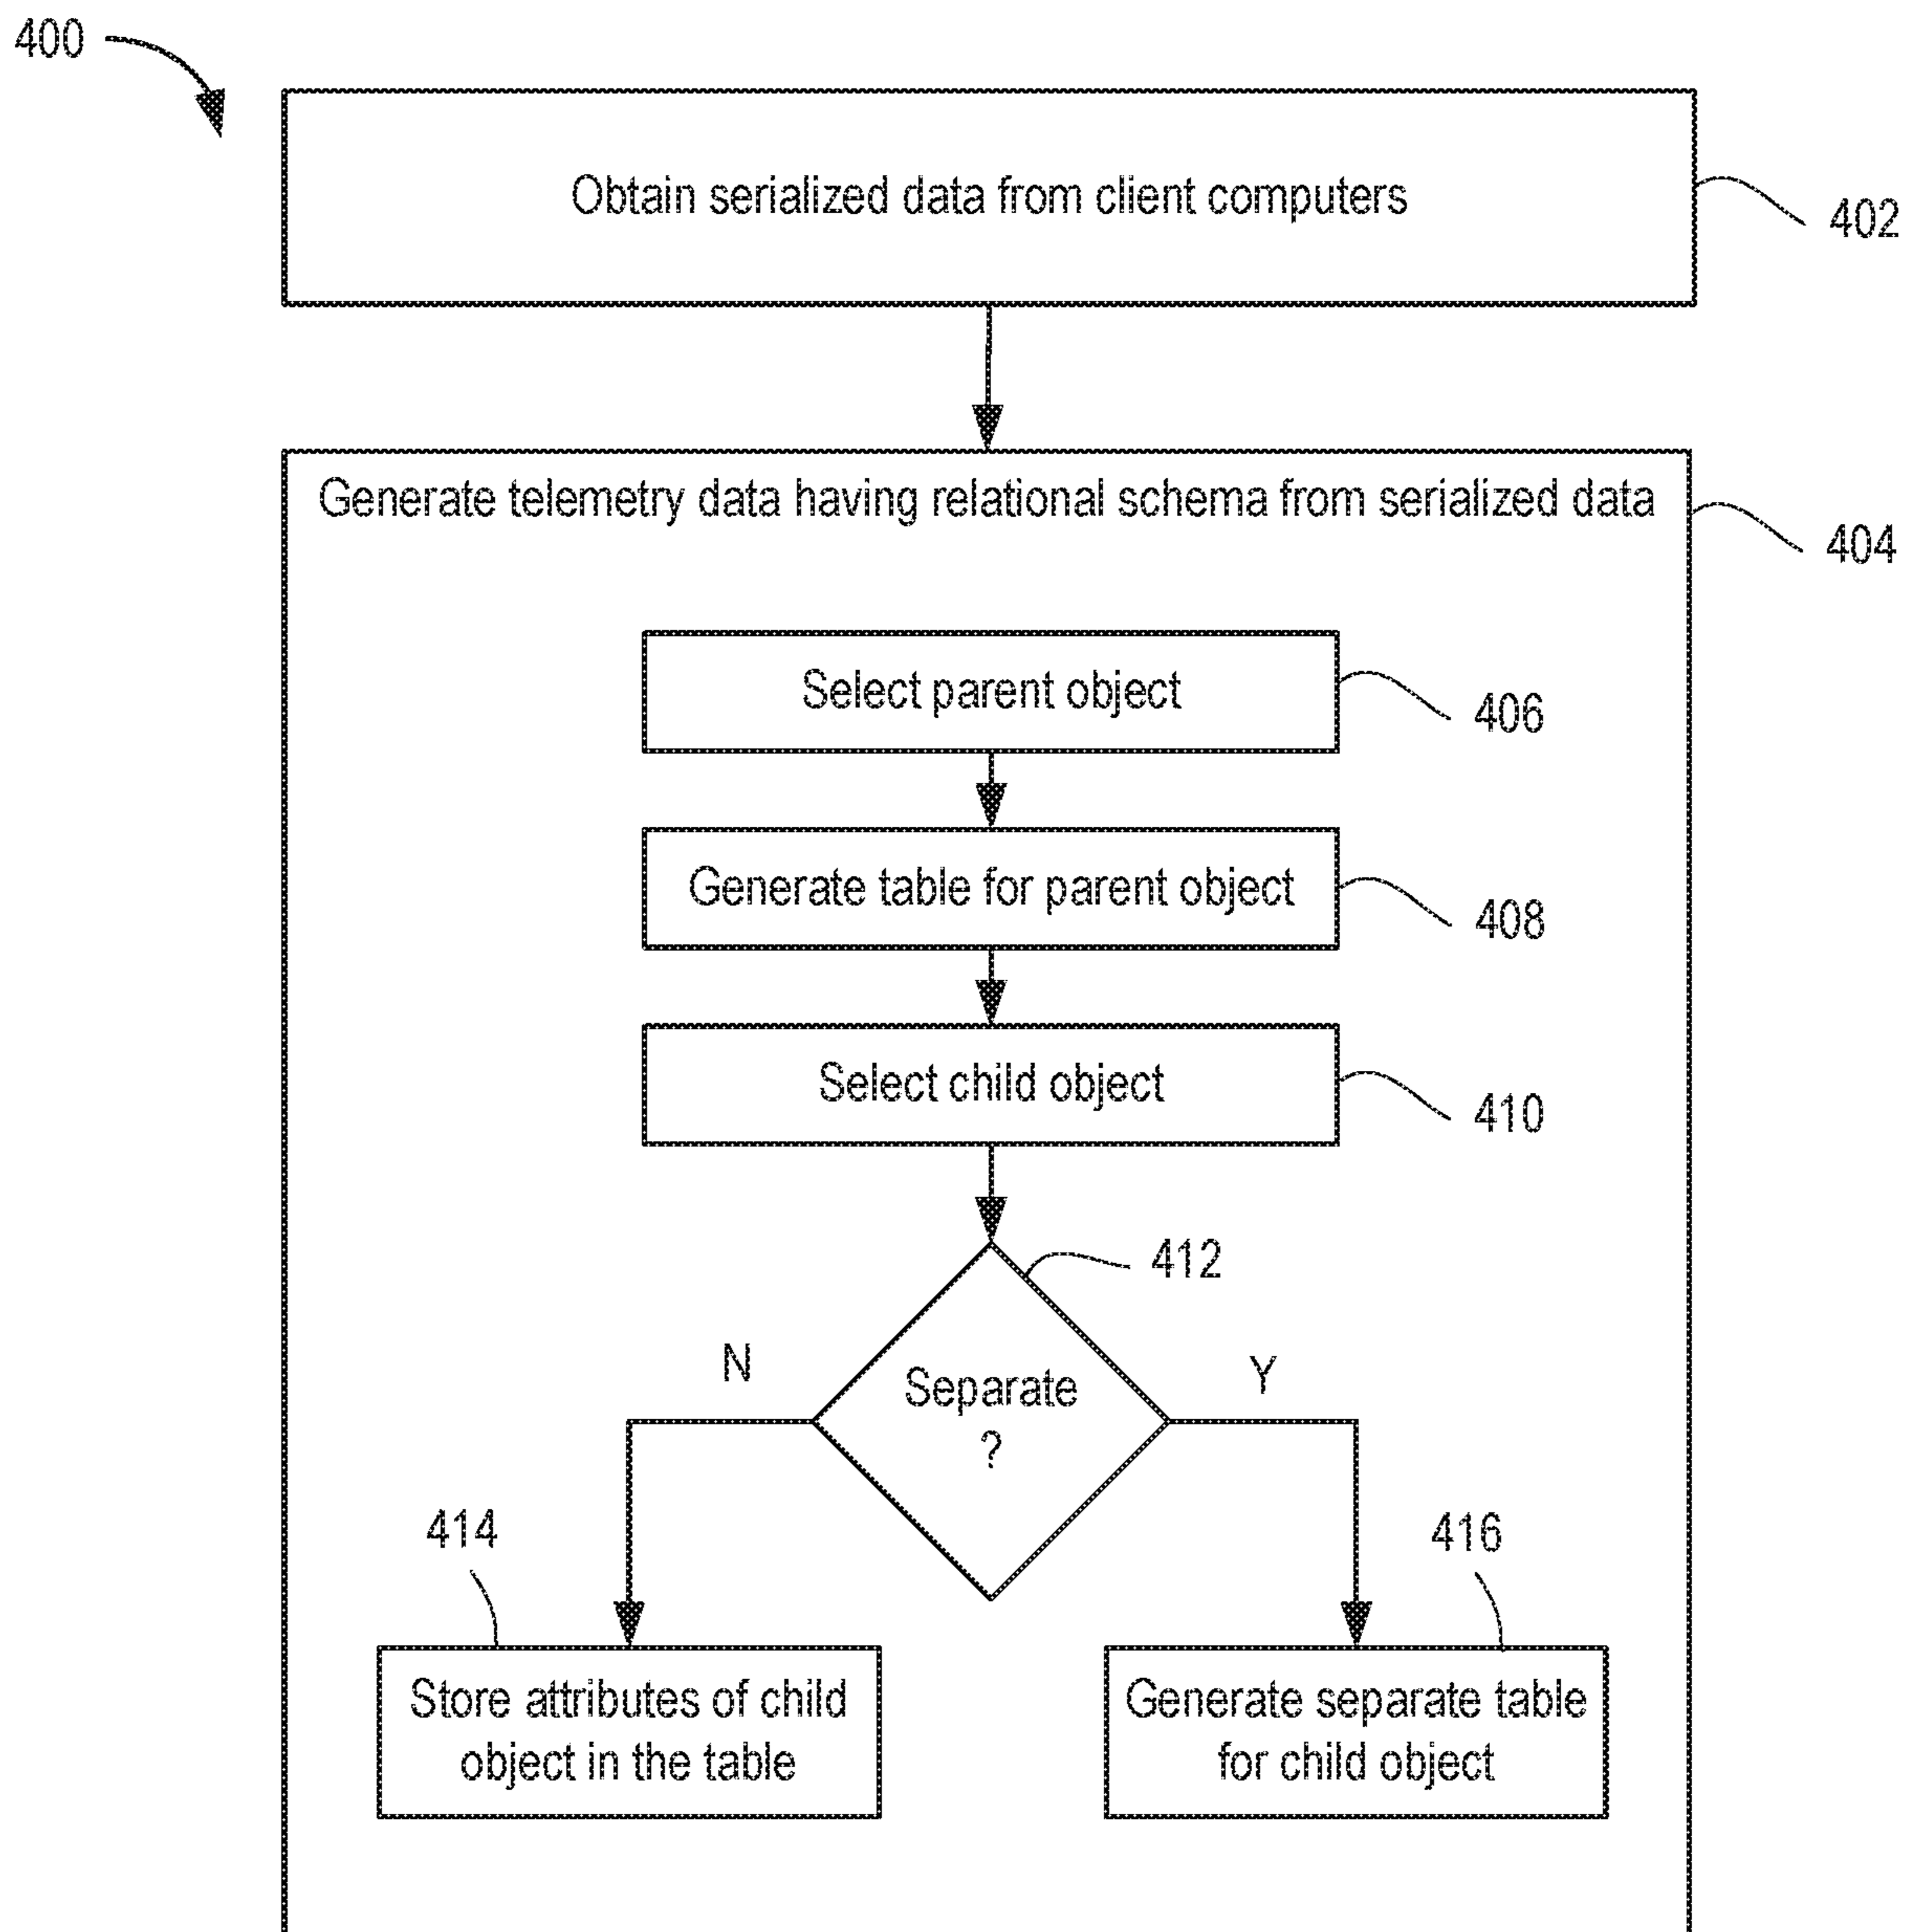 400
Obtain serialized data from client computers
402
Generate telemetry data having relational schema from serialized data
404
Select parent object
406
Generate table for parent object
408
Select child object
410
412
N
Separate
?
Y
414
416
Store attributes of child
object in the table
Generate separate table
for child object